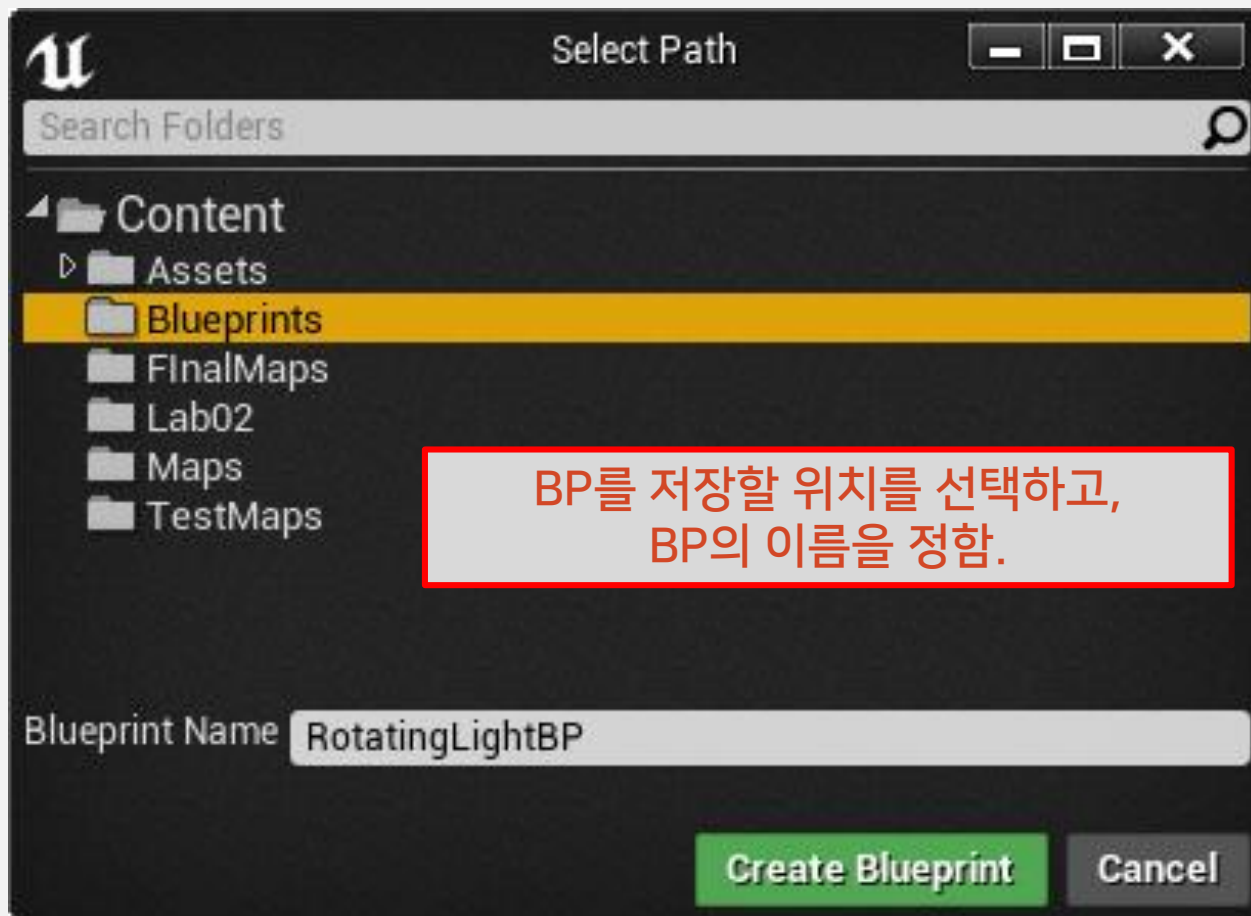 Select Path
Search Folders
Content
Assets
Blueprints
FInalMaps
Lab02
Maps
TestMaps
BP를 저장할 위치를 선택하고,
BP의 이름을 정함.
Blueprint Name RotatingLightBP
Create Blueprint Cancel